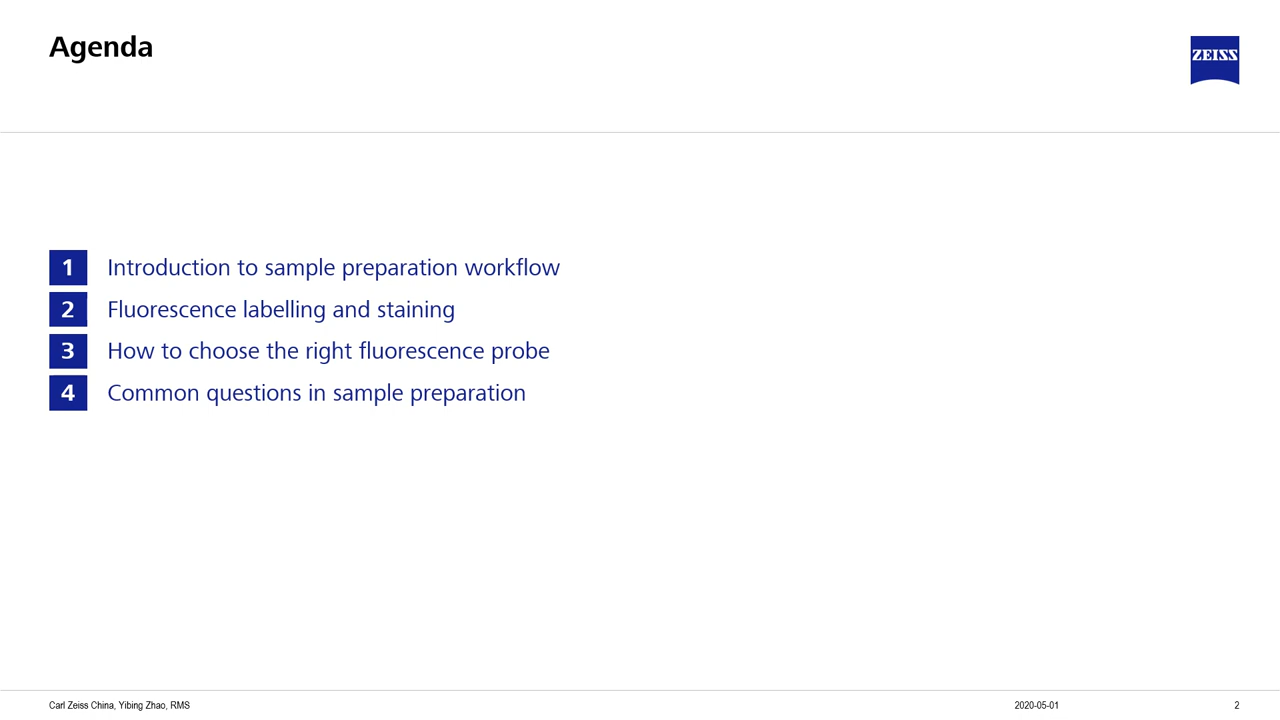 Agenda
ZEISS
1 Introduction to sample preparation workflow
2 Fluorescence labelling and staining
3 How to choose the right fluorescence probe
4 Common questions in sample preparation
Carl Zeiss China, Yibing Zhao, RMS 2020-05-01 2